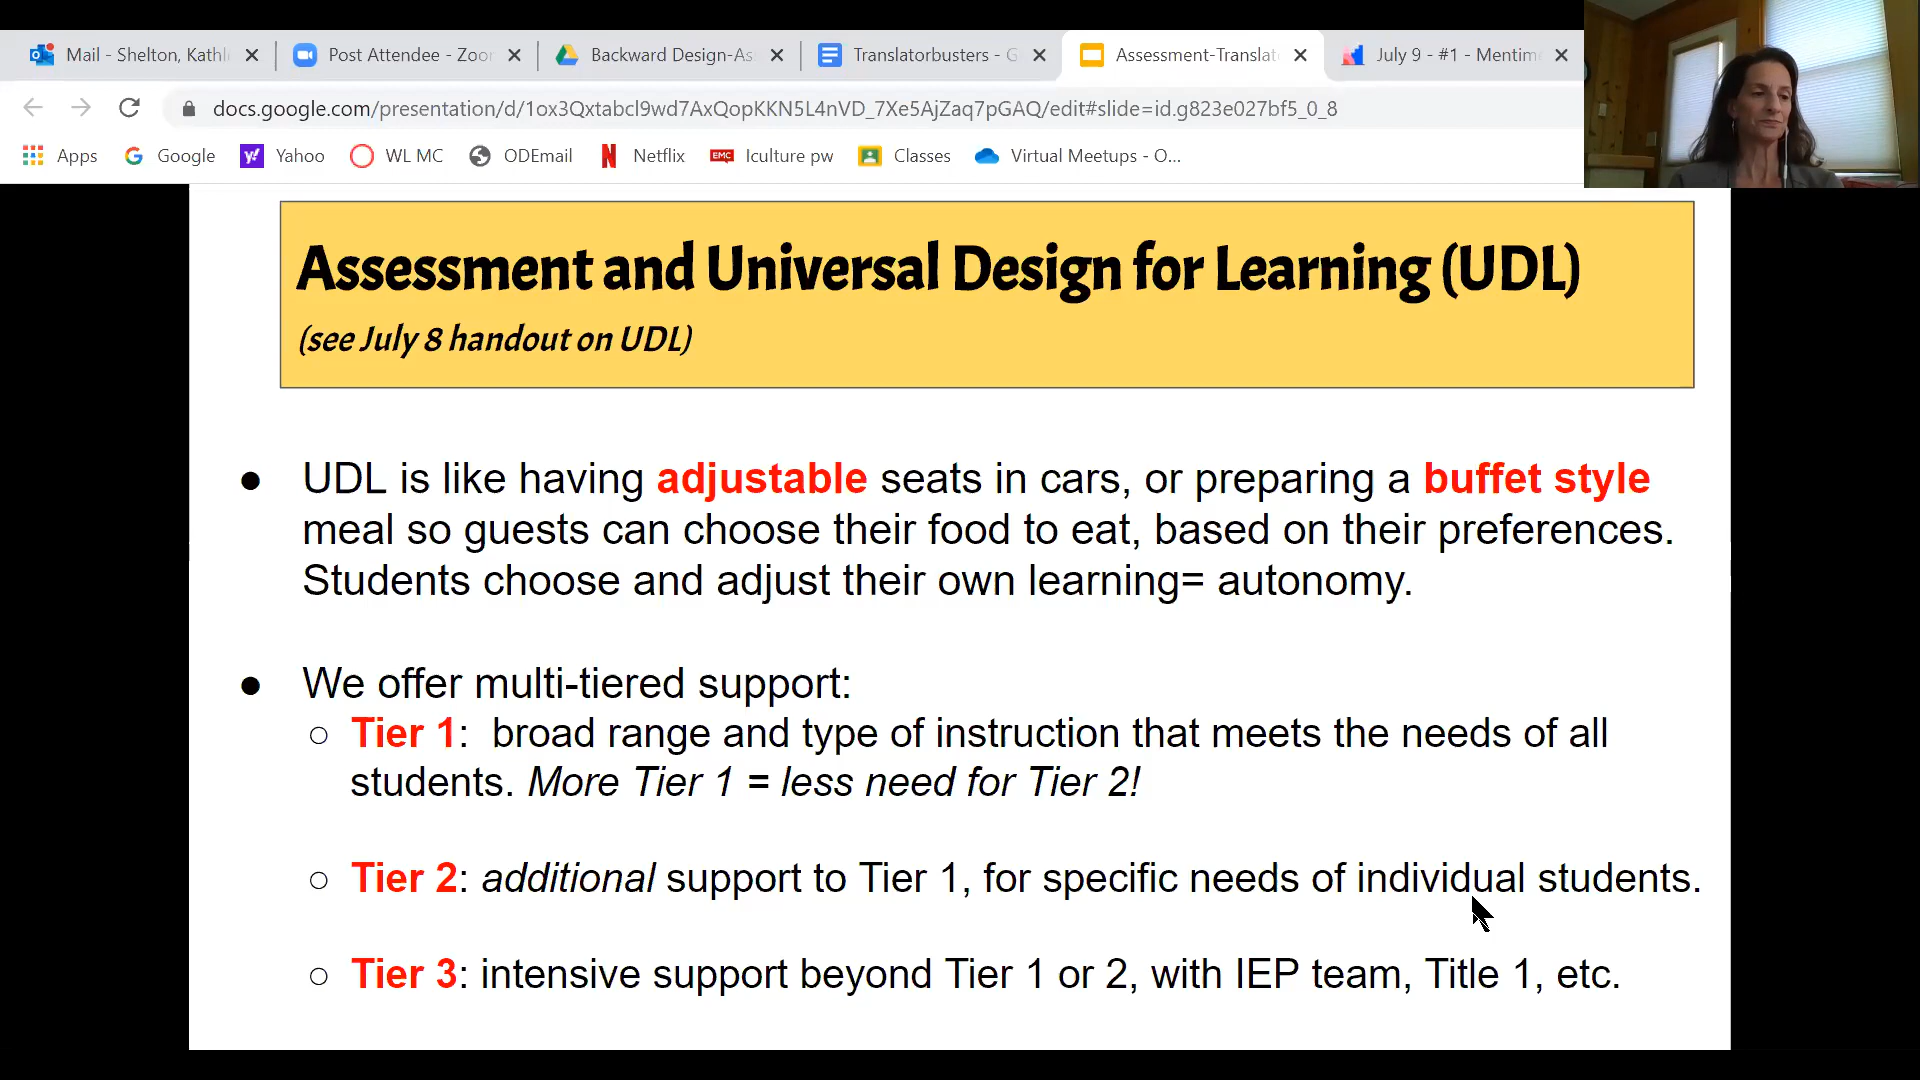 Mail - Shelton, Kathl
Post Attendee - Zoo
Backward Design-As
Translatorbusters - G
Assessment-Translat
July 9 - #1 - Mentim
docs.google.com/presentation/d/1ox3Qxtabcl9wd7AxQopKKN5L4nVD_7Xe5AjZaq7pGAQ/edit#slide=id.g823e027bf5_0_8
Apps
Google
Yahoo
WL MC
ODEmail
Netflix
EMC
Iculture pw
Classes
Virtual Meetups - O...
Assessment and Universal Design for Learning (UDL)
(see July 8 handout on UDL)
● UDL is like having adjustable seats in cars, or preparing a buffet style
meal so guests can choose their food to eat, based on their preferences.
Students choose and adjust their own learning= autonomy.
● We offer multi-tiered support:
○ Tier 1: broad range and type of instruction that meets the needs of all
students. More Tier 1 = less need for Tier 2!
○ Tier 2: additional support to Tier 1, for specific needs of individual students.
○ Tier 3: intensive support beyond Tier 1 or 2, with IEP team, Title 1, etc.